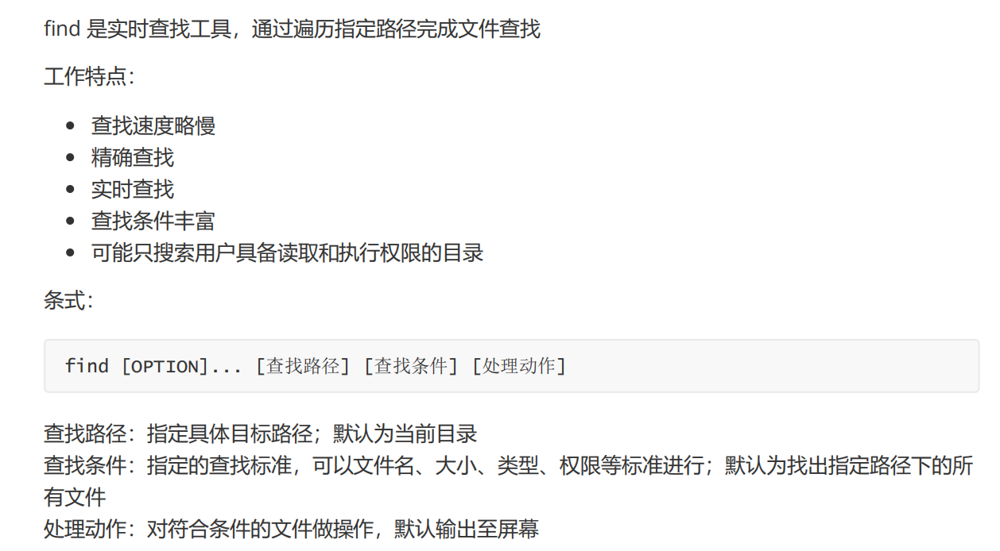 find 是实时查找工具，通过遍历指定路径完成文件查找
工作特点：
查找速度略慢
精确查找
实时查找
查找条件丰富
可能只搜索用户具备读取和执行权限的目录
条式：
find [OPTION]... [查找路径] [查找条件] [处理动作]
查找路径：指定具体目标路径；默认为当前目录
查找条件：指定的查找标准，可以文件名、大小、类型、权限等标准进行；默认为找出指定路径下的所
有文件
处理动作：对符合条件的文件做操作，默认输出至屏幕